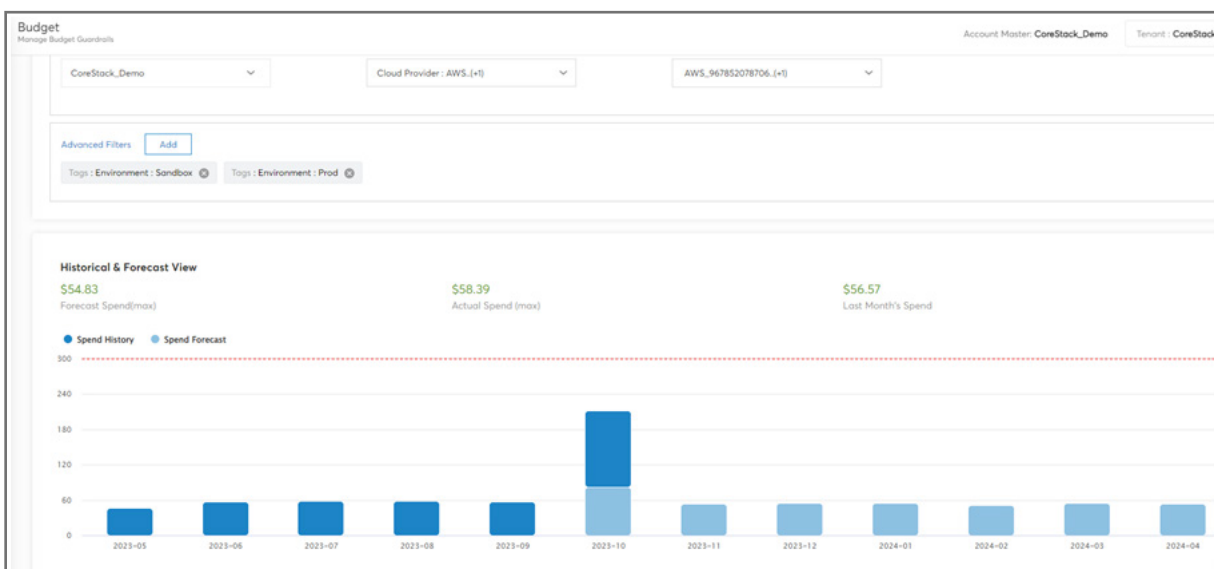 Budget
Manage Budget Guardrails
Account Master: CoreStack_Demo
Tenant : CoreStack
CoreStack_Demo
Cloud Provider : AWS..(+1)
AWS_967852078706..(+1)
Advanced Filters
Add
Tags : Environment : Sandbox
Tags : Environment : Prod
Historical & Forecast View
$54.83
$58.39
$56.57
Forecast Spend(max)
Actual Spend (max)
Last Month's Spend
Spend History
Spend Forecast
300
240
180
120
60
0
2023-05
2023-06
2023-07
2023-08
2023-09
2023-10
2023-11
2023-12
2024-01
2024-02
2024-03
2024-04